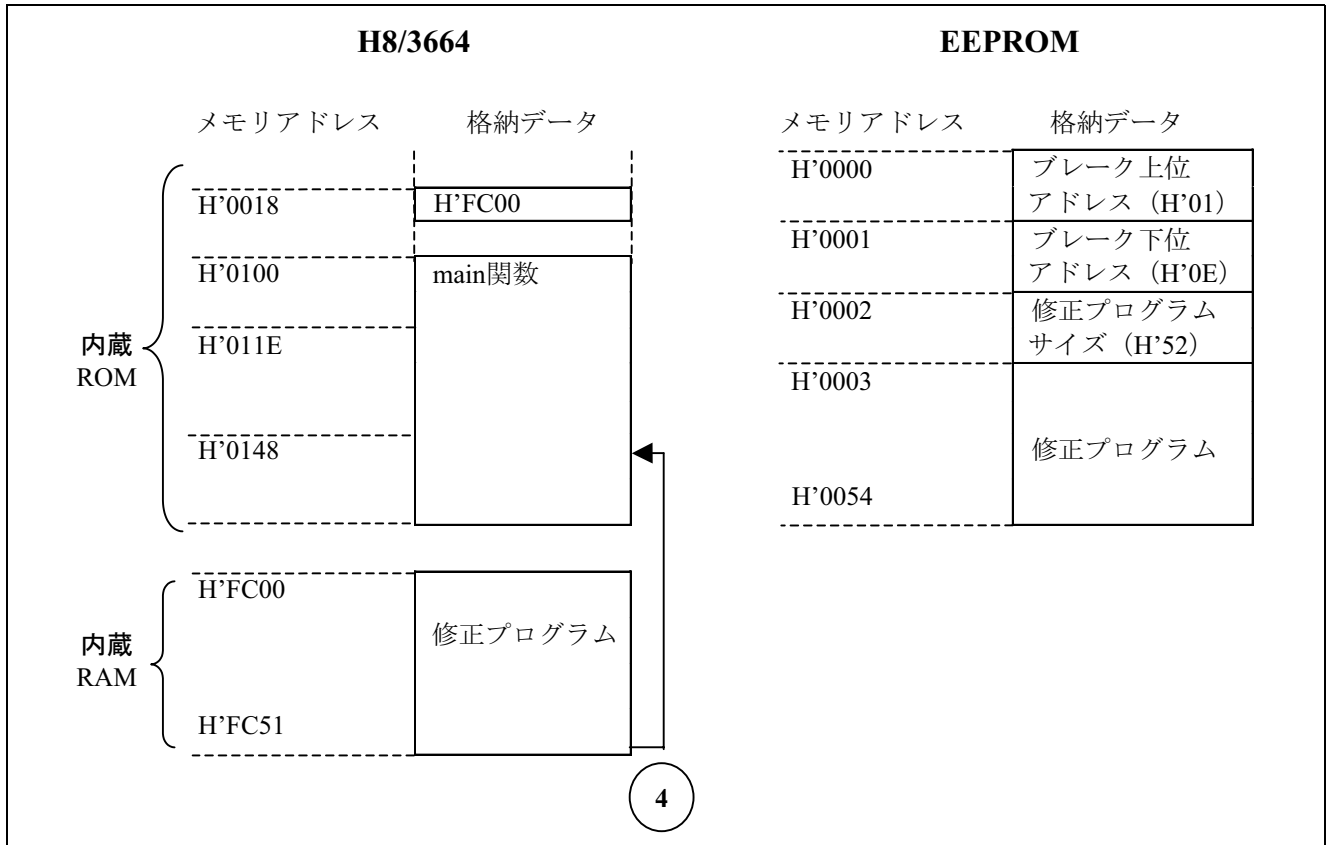 H8/3664
メモリアドレス 格納データ
H'0018 H'FC00
H'0100 main関数
H'011E
内蔵
ROM
H'0148
H'FC00
修正プログラム
内蔵
RAM
H'FC51
4
EEPROM
メモリアドレス 格納データ
H'0000 ブレーク上位
アドレス（H'01）
H'0001 ブレーク下位
アドレス（H'0E）
H'0002 修正プログラム
サイズ（H'52）
H'0003
修正プログラム
H'0054